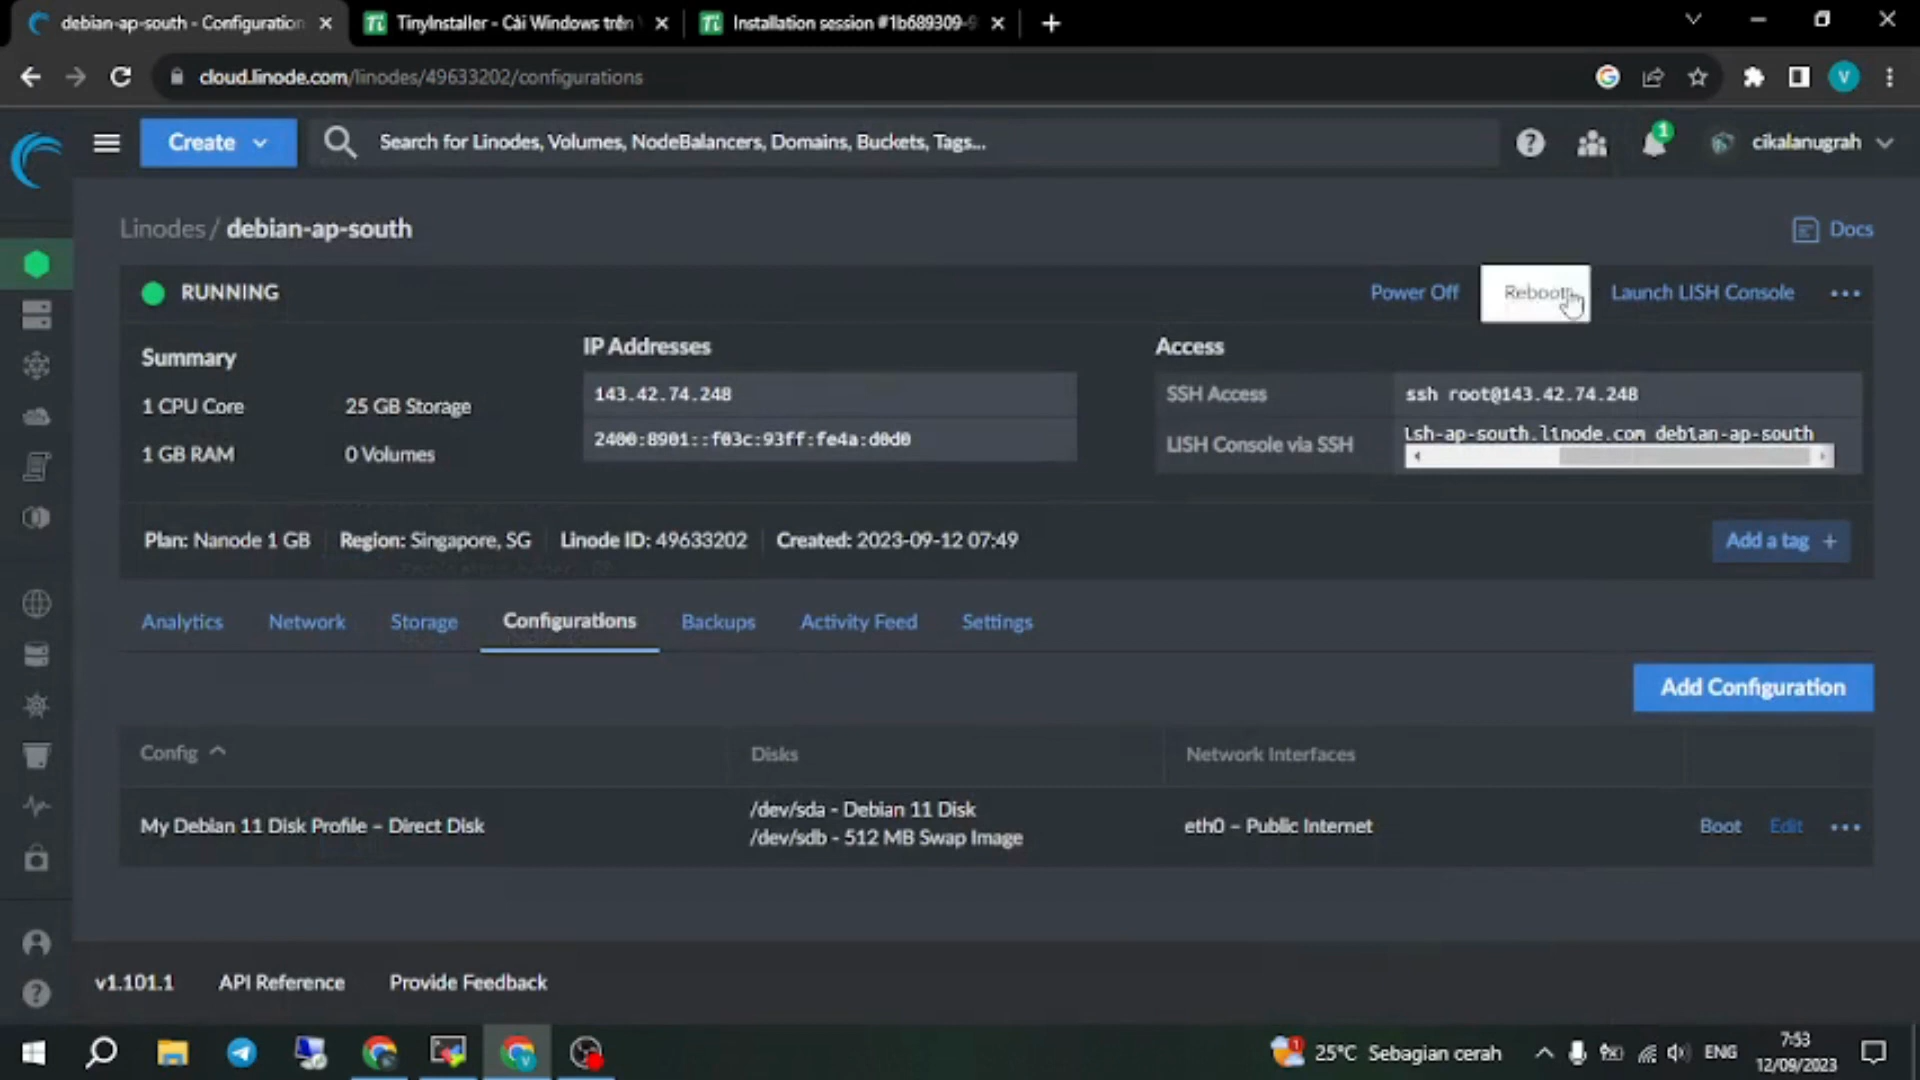 debian-ap-south - Configuration
TinyInstaller - Cài Windows trên
Installation session #1b689309-9
cloud.linode.com/linodes/49633202/configurations
V
Create
Search for Linodes, Volumes, NodeBalancers, Domains, Buckets, Tags...
1
cikalanugrah
Linodes / debian-ap-south
Docs
RUNNING
Power Off
Reboot
Launch LISH Console
Summary
IP Addresses
Access
1 CPU Core
25 GB Storage
143.42.74.248
SSH Access
ssh root@143.42.74.248
1 GB RAM
0 Volumes
2400:8901::f03c:93ff:fe4a:d0d0
LISH Console via SSH
lsh-ap-south.linode.com debian-ap-south
Plan: Nanode 1 GB
Region: Singapore, SG
Linode ID: 49633202
Created: 2023-09-12 07:49
Add a tag +
Analytics
Network
Storage
Configurations
Backups
Activity Feed
Settings
Add Configuration
Config
Disks
Network Interfaces
My Debian 11 Disk Profile – Direct Disk
/dev/sda - Debian 11 Disk
/dev/sdb - 512 MB Swap Image
eth0 – Public Internet
Boot
Edit
v1.101.1
API Reference
Provide Feedback
1
25°C Sebagian cerah
ENG
7:53
12/09/2023